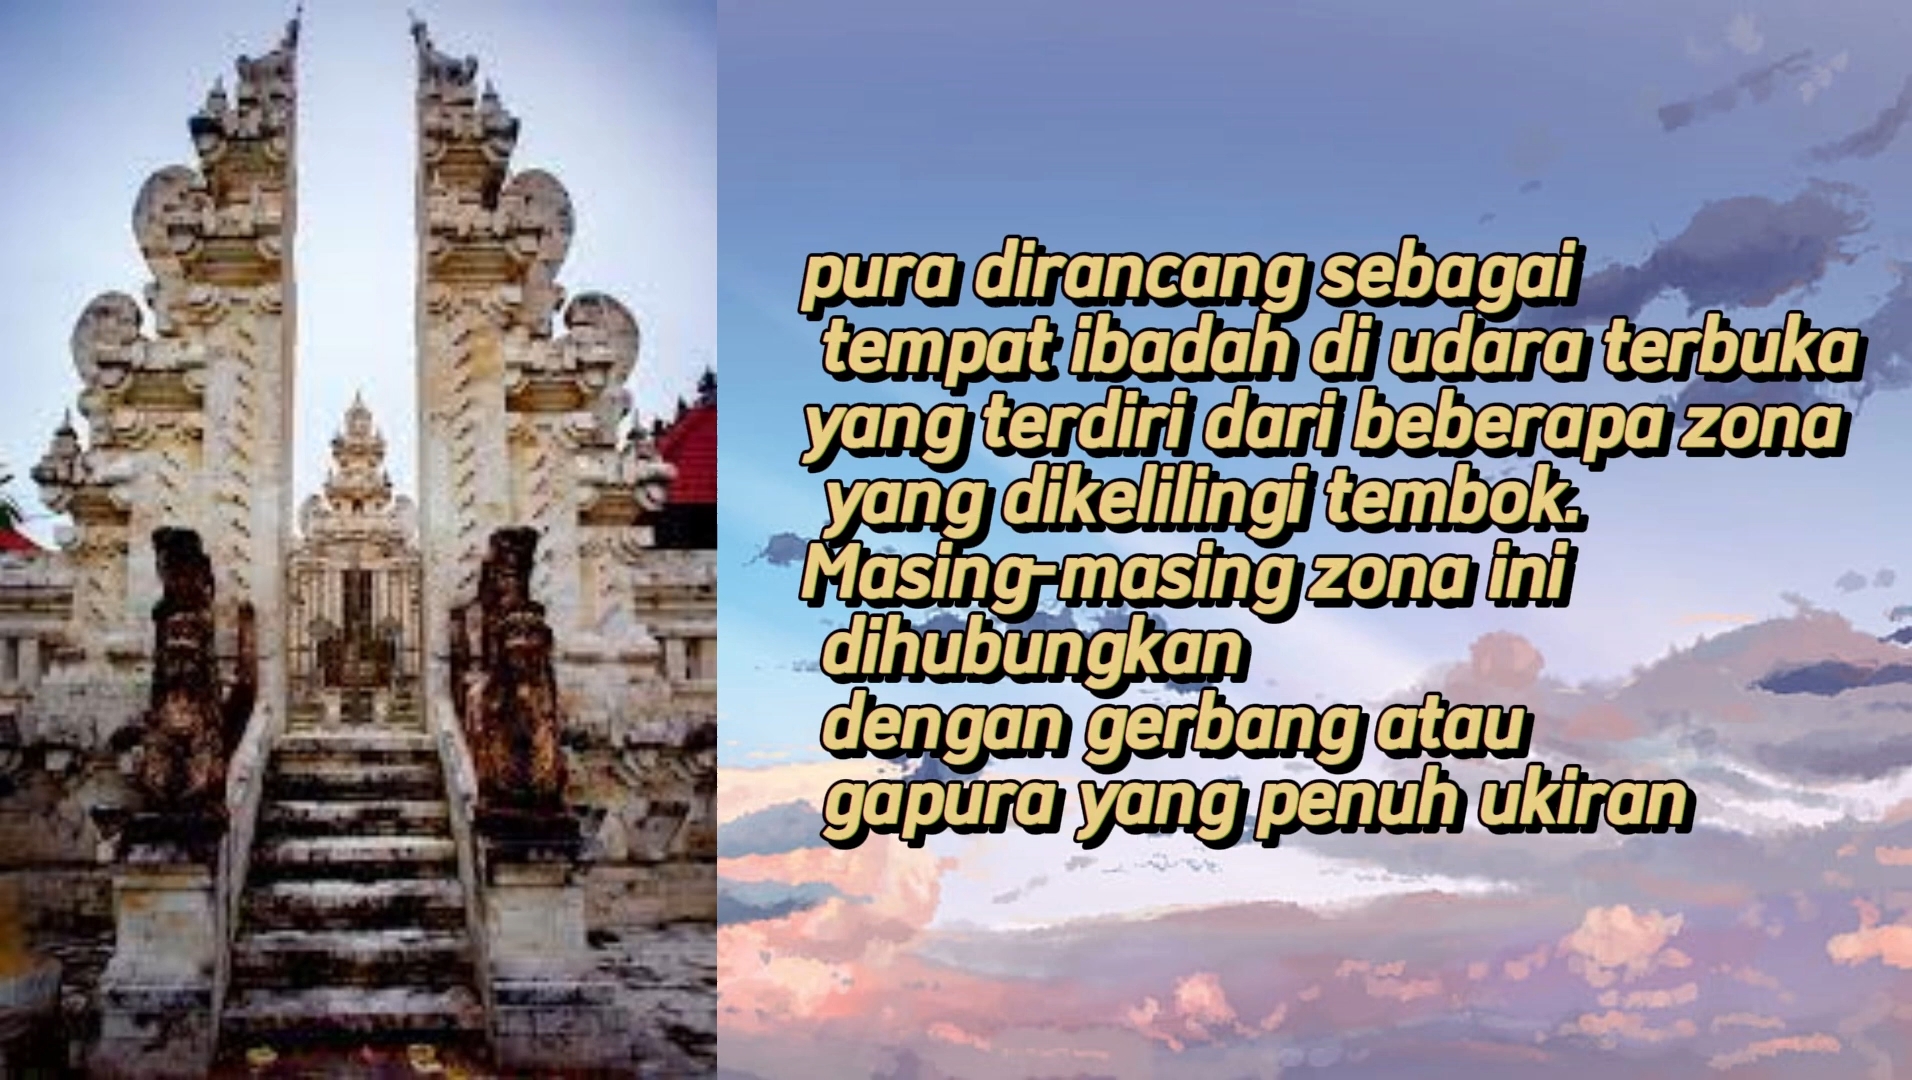 pura dirancang sebagai
tempat ibadah di udara terbuka
yang terdiri dari beberapa zona
yang dikelilingi tembok.
Masing-masing zona ini
dihubungkan
dengan gerbang atau
gapura yang penuh ukiran